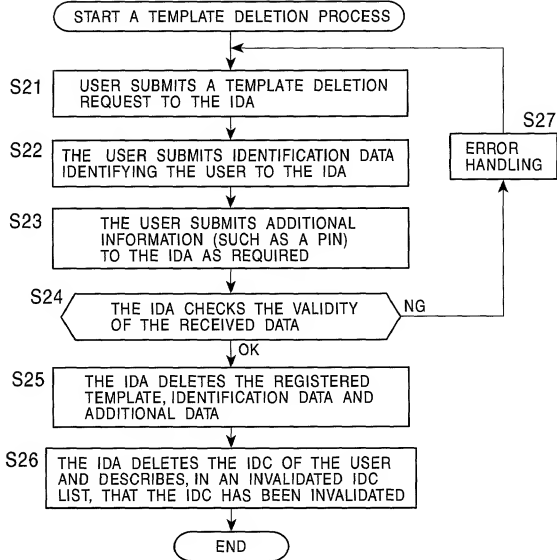 START A TEMPLATE DELETION PROCESS
S21
USER SUBMITS A TEMPLATE DELETION
REQUEST TO THE IDA
S22
THE USER SUBMITS IDENTIFICATION DATA
IDENTIFYING THE USER TO THE IDA
S27
ERROR
HANDLING
S23
THE USER SUBMITS ADDITIONAL
INFORMATION (SUCH AS A PIN)
TO THE IDA AS REQUIRED
S24
THE IDA CHECKS THE VALIDITY
OF THE RECEIVED DATA
NG
OK
S25
THE IDA DELETES THE REGISTERED
TEMPLATE, IDENTIFICATION DATA AND
ADDITIONAL DATA
S26
THE IDA DELETES THE IDC OF THE USER
AND DESCRIBES, IN AN INVALIDATED IDC
LIST, THAT THE IDC HAS BEEN INVALIDATED
END